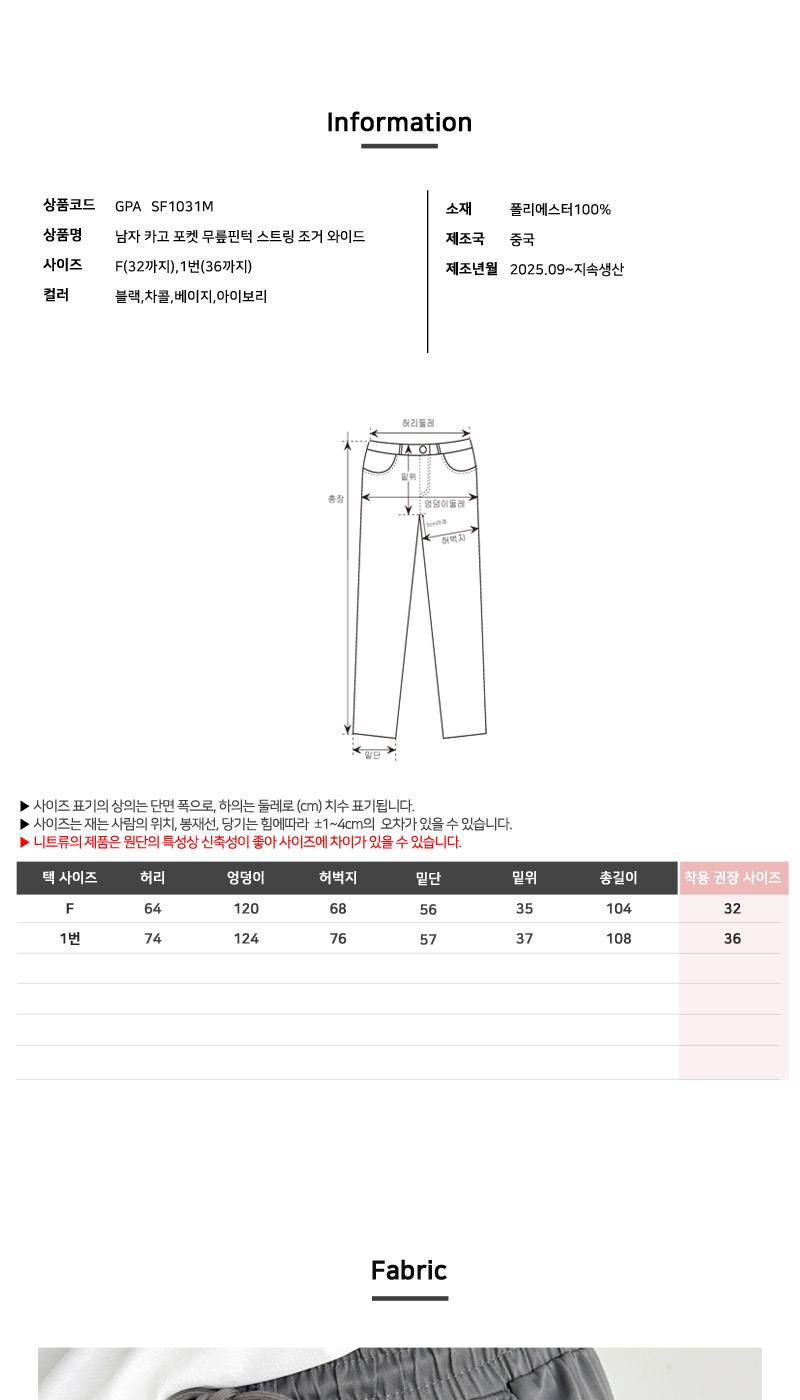 Information
상품코드 GPA SF1031M
상품명 남자 카고 포켓 무릎핀턱 스트링 조거 와이드
사이즈 F(32까지),1번(36까지)
컬러 블랙,차콜,베이지,아이보리
소재 폴리에스터100%
제조국 중국
제조년월 2025.09~지속생산
허리둘레
밑위
총장
엉덩이둘레
허벅지
밑단
▶ 사이즈 표기의 상의는 단면 폭으로, 하의는 둘레로 (cm) 치수 표기됩니다.
▶ 사이즈는 재는 사람의 위치, 봉재선, 당기는 힘에따라 ±1~4cm의 오차가 있을 수 있습니다.
▶ 니트류의 제품은 원단의 특성상 신축성이 좋아 사이즈에 차이가 있을 수 있습니다.
택 사이즈 허리 엉덩이 허벅지 밑단 밑위 총길이 착용 권장 사이즈
F 64 120 68 56 35 104 32
1번 74 124 76 57 37 108 36
Fabric